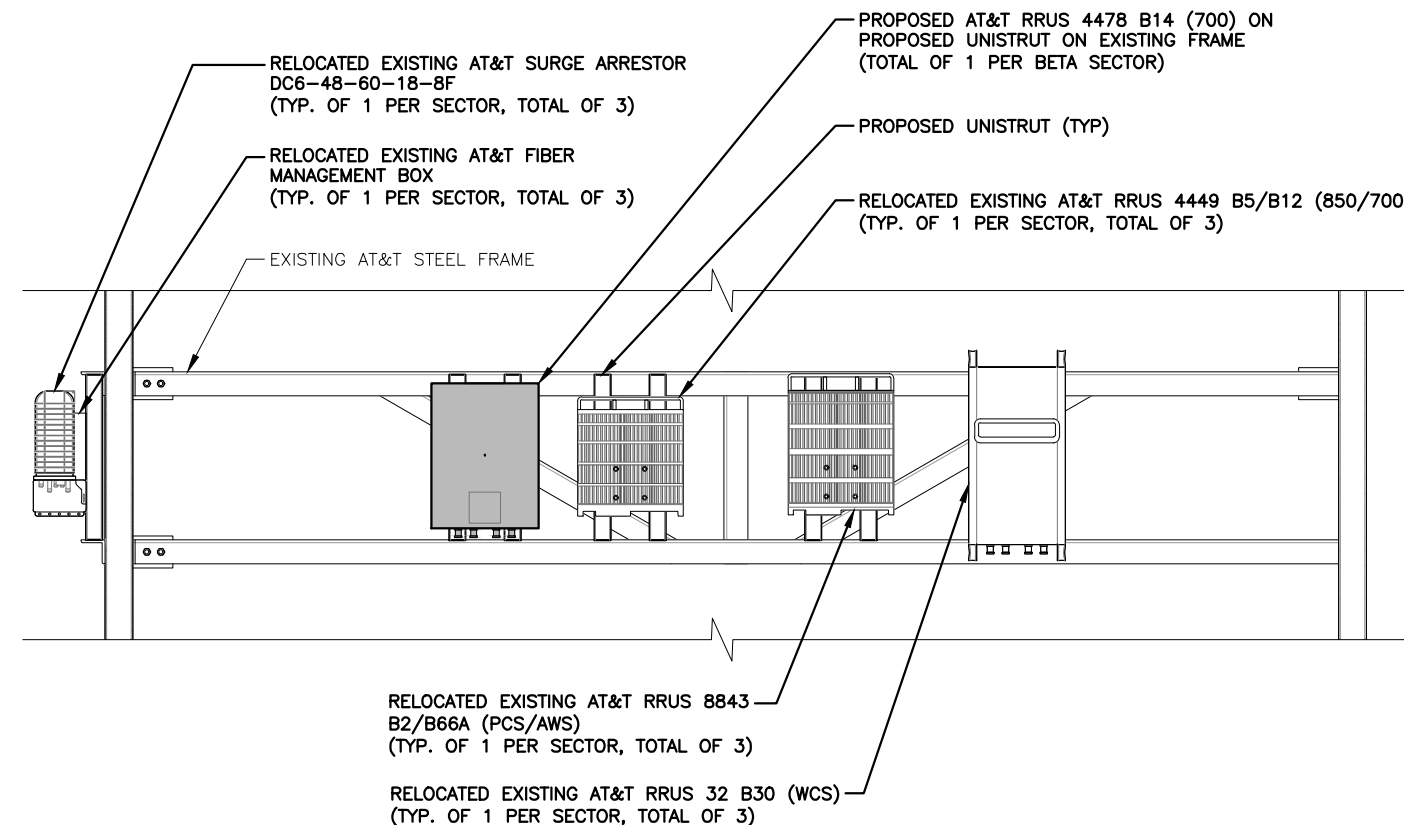 PROPOSED AT&T RRUS 4478 B14 (700) ON
PROPOSED UNISTRUT ON EXISTING FRAME
(TOTAL OF 1 PER BETA SECTOR)
RELOCATED EXISTING AT&T SURGE ARRESTOR
DC6-48-60-18-8F
(TYP. OF 1 PER SECTOR, TOTAL OF 3)
PROPOSED UNISTRUT (TYP)
RELOCATED EXISTING AT&T FIBER
MANAGEMENT BOX
(TYP. OF 1 PER SECTOR, TOTAL OF 3)
RELOCATED EXISTING AT&T RRUS 4449 B5/B12 (850/700
(TYP. OF 1 PER SECTOR, TOTAL OF 3)
EXISTING AT&T STEEL FRAME
RELOCATED EXISTING AT&T RRUS 8843
B2/B66A (PCS/AWS)
(TYP. OF 1 PER SECTOR, TOTAL OF 3)
RELOCATED EXISTING AT&T RRUS 32 B30 (WCS)
(TYP. OF 1 PER SECTOR, TOTAL OF 3)